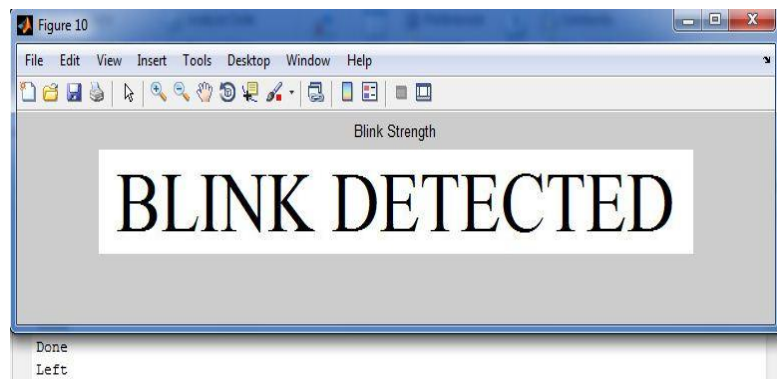 Figure 10
File Edit View Insert Tools Desktop Window Help
Blink Strength
BLINK DETECTED
Done
Left